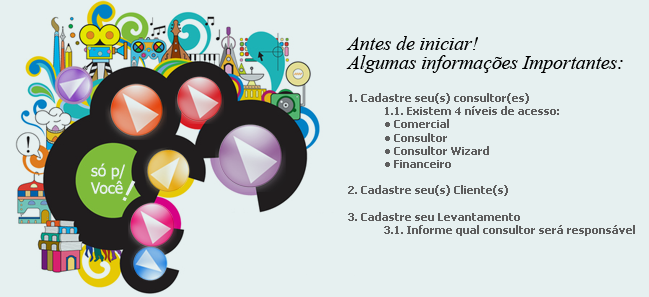 Antes de iniciar!
Algumas informações Importantes:
1. Cadastre seu(s) consultor(es)
1.1. Existem 4 níveis de acesso:
• Comercial
• Consultor
• Consultor Wizard
• Financeiro
2. Cadastre seu(s) Cliente(s)
3. Cadastre seu Levantamento
3.1. Informe qual consultor será responsável
só p/
Você!
!